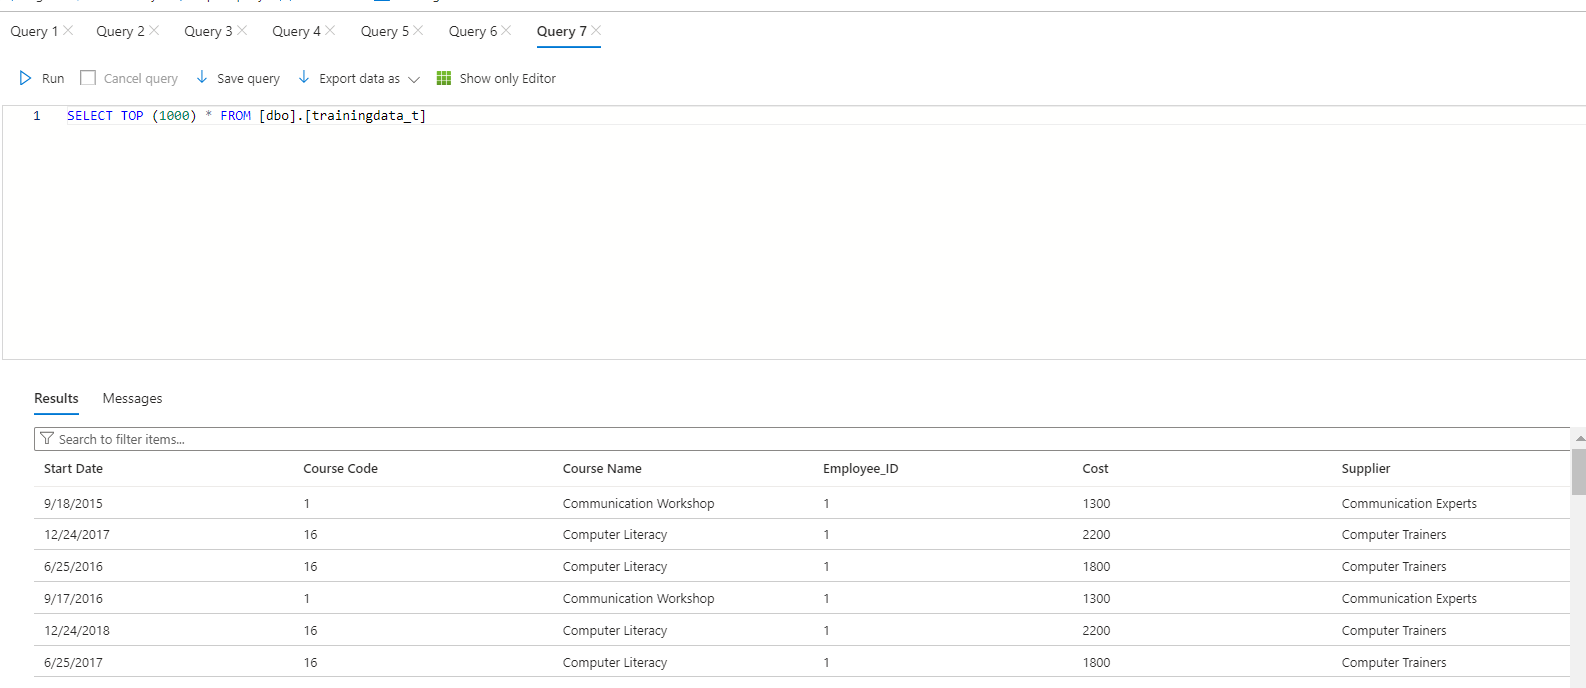 Query 1 Query 2 Query 3 Query 4 Query 5 Query 6 Query 7
Run Cancel query Save query Export data as Show only Editor
1 SELECT TOP (1000) * FROM [dbo].[trainingdata_t]
Results Messages
Search to filter items...
Start Date Course Code Course Name Employee_ID Cost Supplier
9/18/2015 1 Communication Workshop 1 1300 Communication Experts
12/24/2017 16 Computer Literacy 1 2200 Computer Trainers
6/25/2016 16 Computer Literacy 1 1800 Computer Trainers
9/17/2016 1 Communication Workshop 1 1300 Communication Experts
12/24/2018 16 Computer Literacy 1 2200 Computer Trainers
6/25/2017 16 Computer Literacy 1 1800 Computer Trainers